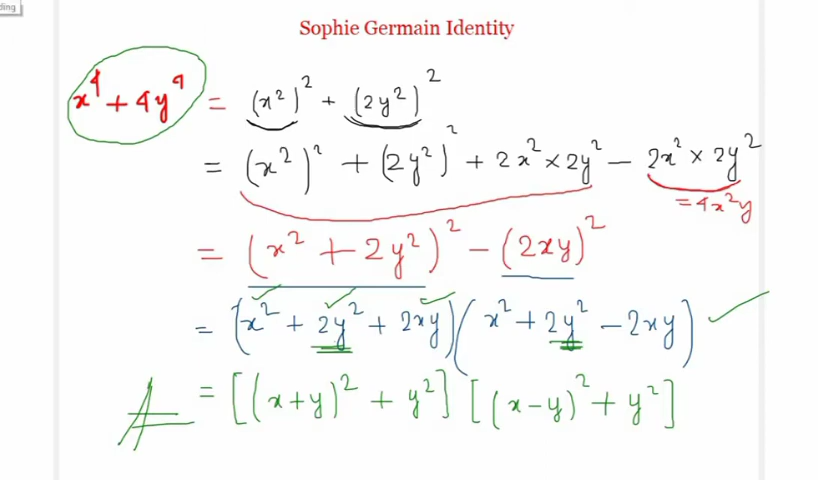 ding
Sophie Germain Identity
x⁴ + 4y⁴ = (x²)² + (2y²)²
= (x²)² + (2y²)² + 2x² × 2y² − 2x² × 2y²
= 4x²y
= (x² + 2y²)² − (2xy)²
= (x² + 2y² + 2xy)(x² + 2y² − 2xy)
= [(x+y)² + y²] [(x−y)² + y²]